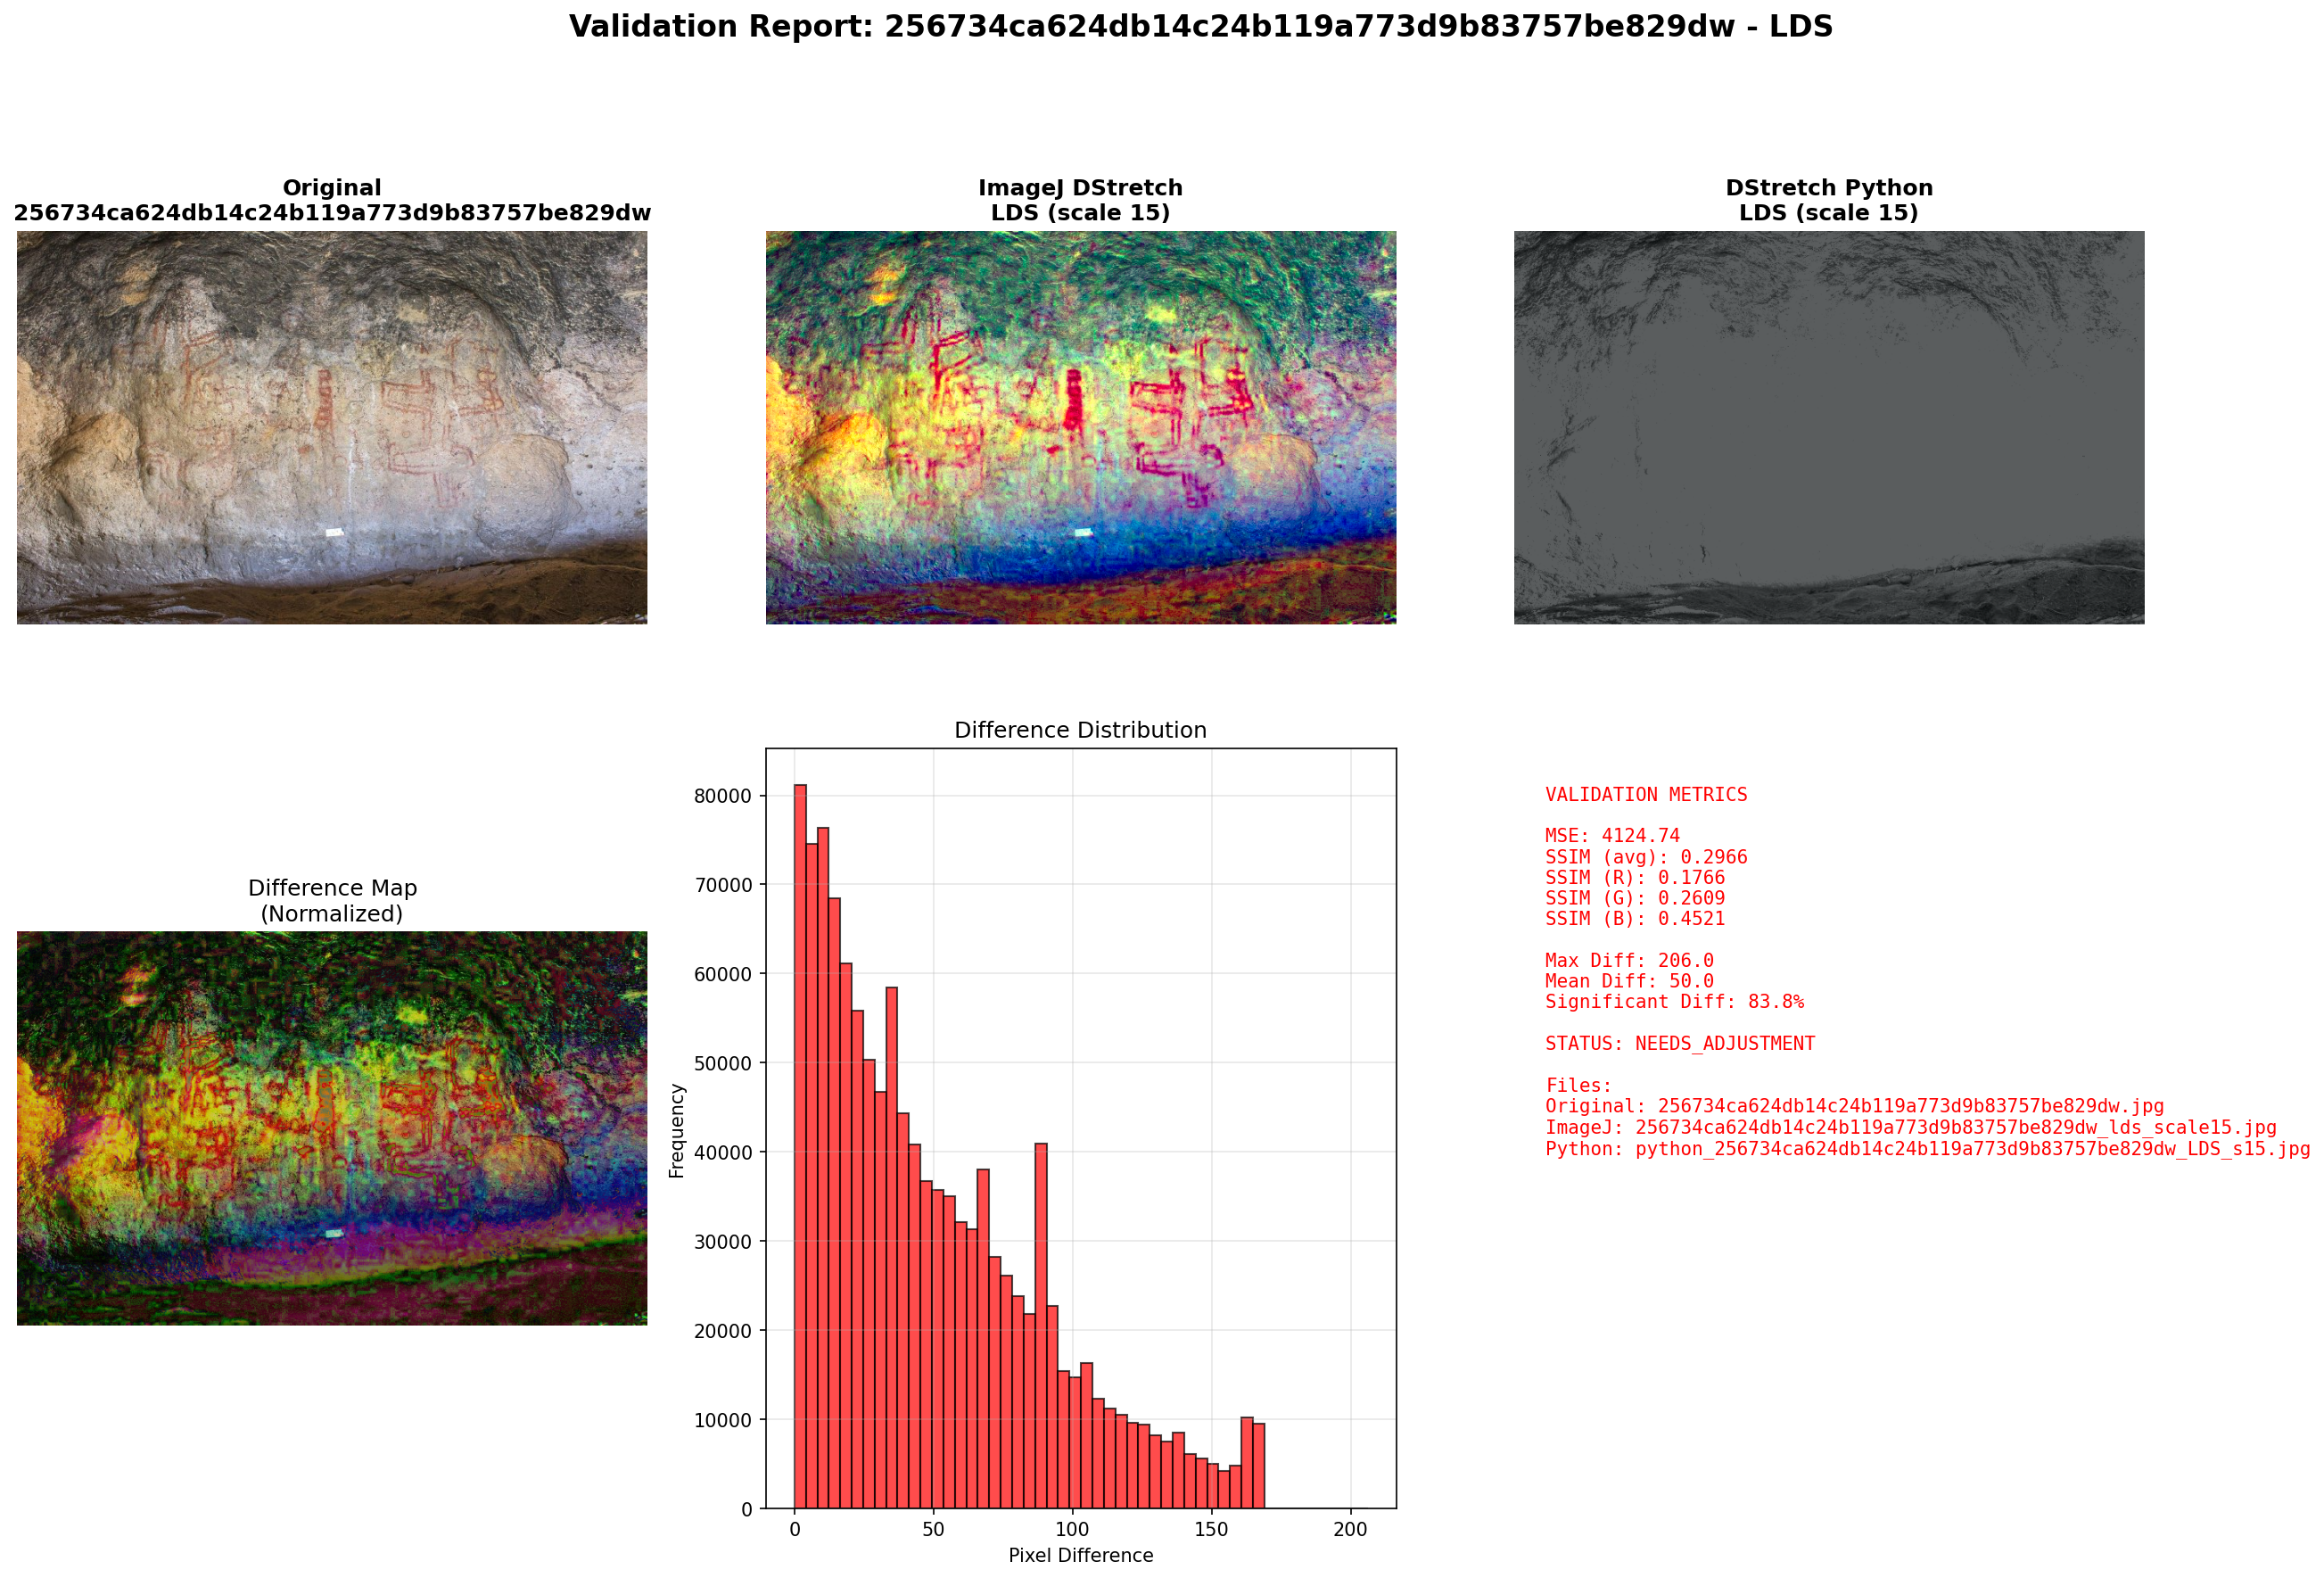 Validation Report: 256734ca624db14c24b119a773d9b83757be829dw - LDS
Original
256734ca624db14c24b119a773d9b83757be829dw
ImageJ DStretch
LDS (scale 15)
DStretch Python
LDS (scale 15)
Difference Map
(Normalized)
Difference Distribution
Frequency
80000
70000
60000
50000
40000
30000
20000
10000
0
0 50 100 150 200
Pixel Difference
VALIDATION METRICS
MSE: 4124.74
SSIM (avg): 0.2966
SSIM (R): 0.1766
SSIM (G): 0.2609
SSIM (B): 0.4521
Max Diff: 206.0
Mean Diff: 50.0
Significant Diff: 83.8%
STATUS: NEEDS_ADJUSTMENT
Files:
Original: 256734ca624db14c24b119a773d9b83757be829dw.jpg
ImageJ: 256734ca624db14c24b119a773d9b83757be829dw_lds_scale15.jpg
Python: python_256734ca624db14c24b119a773d9b83757be829dw_LDS_s15.jpg